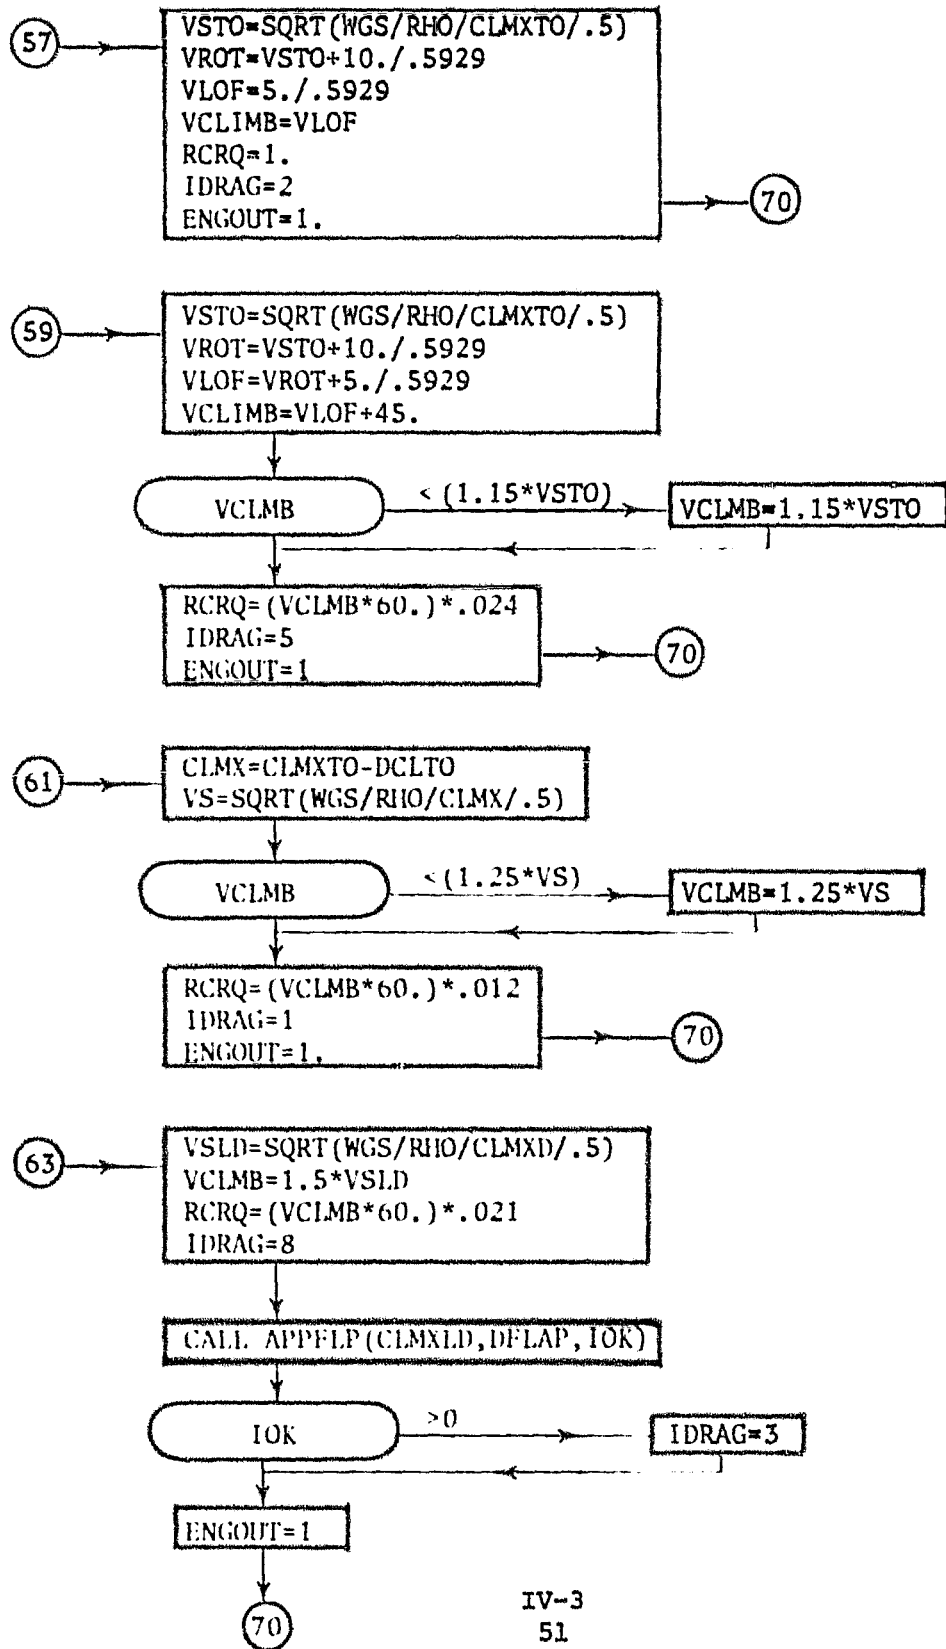 57
VSTO=SQRT(WGS/RHO/CLMXTO/.5)
VROT=VSTO+10./.5929
VLOF=5./.5929
VCLIMB=VLOF
RCRQ=1.
IDRAG=2
ENGOUT=1.
70
59
VSTO=SQRT(WGS/RHO/CLMXTO/.5)
VROT=VSTO+10./.5929
VLOF=VROT+5./.5929
VCLIMB=VLOF+45.
VCLMB
<(1.15*VSTO)
VCLMB=1.15*VSTO
RCRQ=(VCLMB*60.)*.024
IDRAG=5
ENGOUT=1
70
61
CLMX=CLMXTO-DCLTO
VS=SQRT(WGS/RHO/CLMX/.5)
VCLMB
<(1.25*VS)
VCLMB=1.25*VS
RCRQ=(VCLMB*60.)*.012
IDRAG=1
ENGOUT=1.
70
63
VSLD=SQRT(WGS/RHO/CLMXD/.5)
VCLMB=1.5*VSLD
RCRQ=(VCLMB*60.)*.021
IDRAG=8
CALL APPFLP(CLMXLD,DFLAP,IOK)
IOK
>0
IDRAG=3
ENGOUT=1
70
IV-3
51